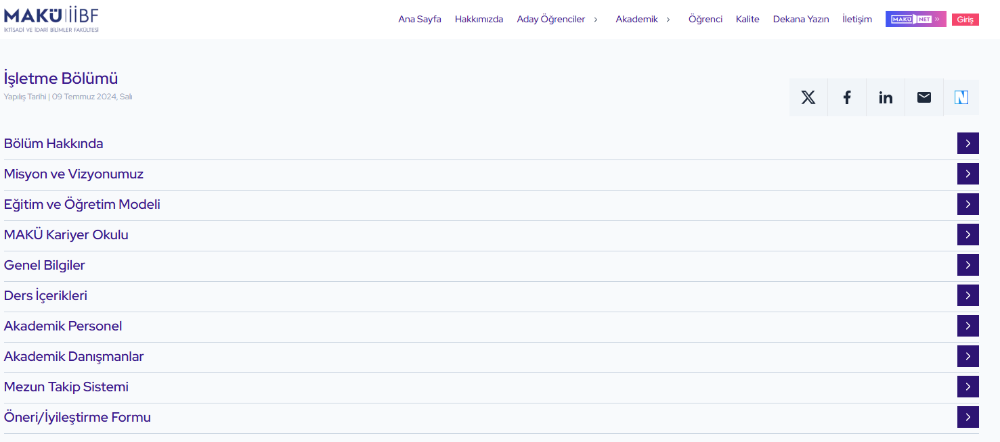 MAKÜ İİBF
İKTİSADİ VE İDARİ BİLİMLER FAKÜLTESİ
Ana Sayfa Hakkımızda Aday Öğrenciler Akademik Öğrenci Kalite Dekana Yazın İletişim MAKÜ NET Giriş
İşletme Bölümü
Yapılış Tarihi | 09 Temmuz 2024, Salı
Bölüm Hakkında
Misyon ve Vizyonumuz
Eğitim ve Öğretim Modeli
MAKÜ Kariyer Okulu
Genel Bilgiler
Ders İçerikleri
Akademik Personel
Akademik Danışmanlar
Mezun Takip Sistemi
Öneri/İyileştirme Formu